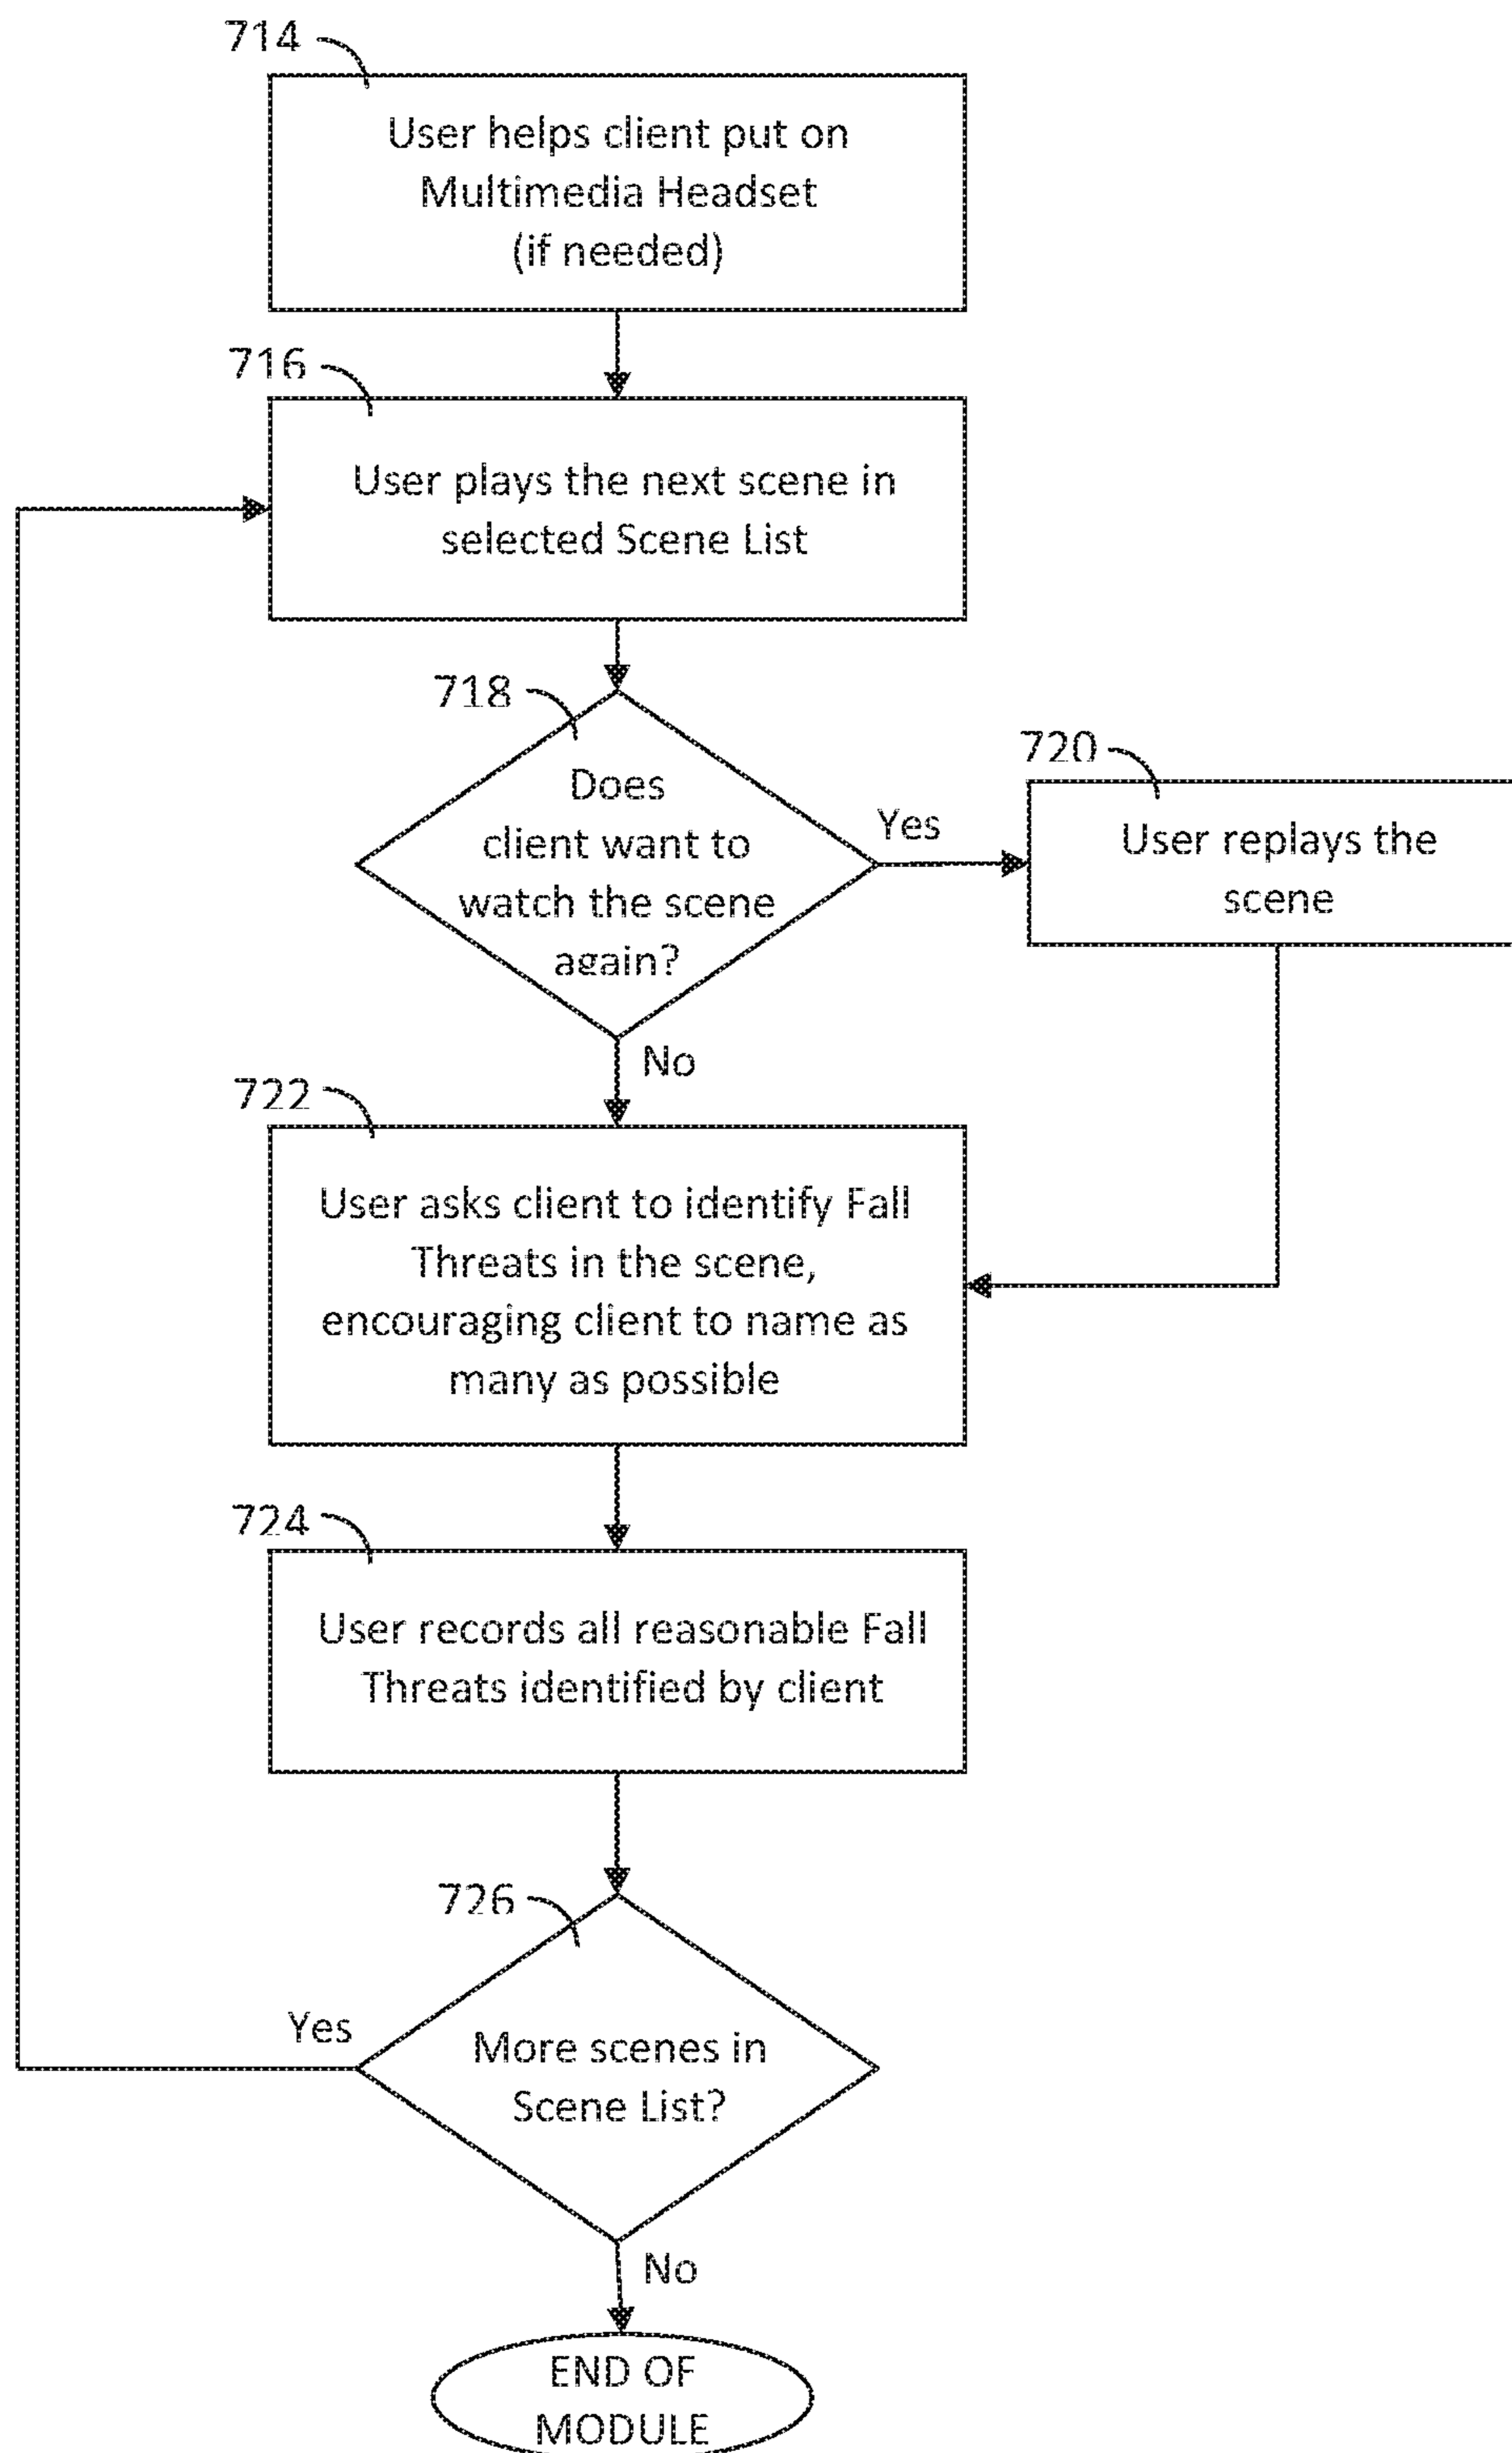 714
User helps client put on
Multimedia Headset
(if needed)
716
User plays the next scene in
selected Scene List
718
Does
client want to
watch the scene
again?
Yes
720
User replays the
scene
No
722
User asks client to identify Fall
Threats in the scene,
encouraging client to name as
many as possible
724
User records all reasonable Fall
Threats identified by client
726
Yes
More scenes in
Scene List?
No
END OF
MODULE